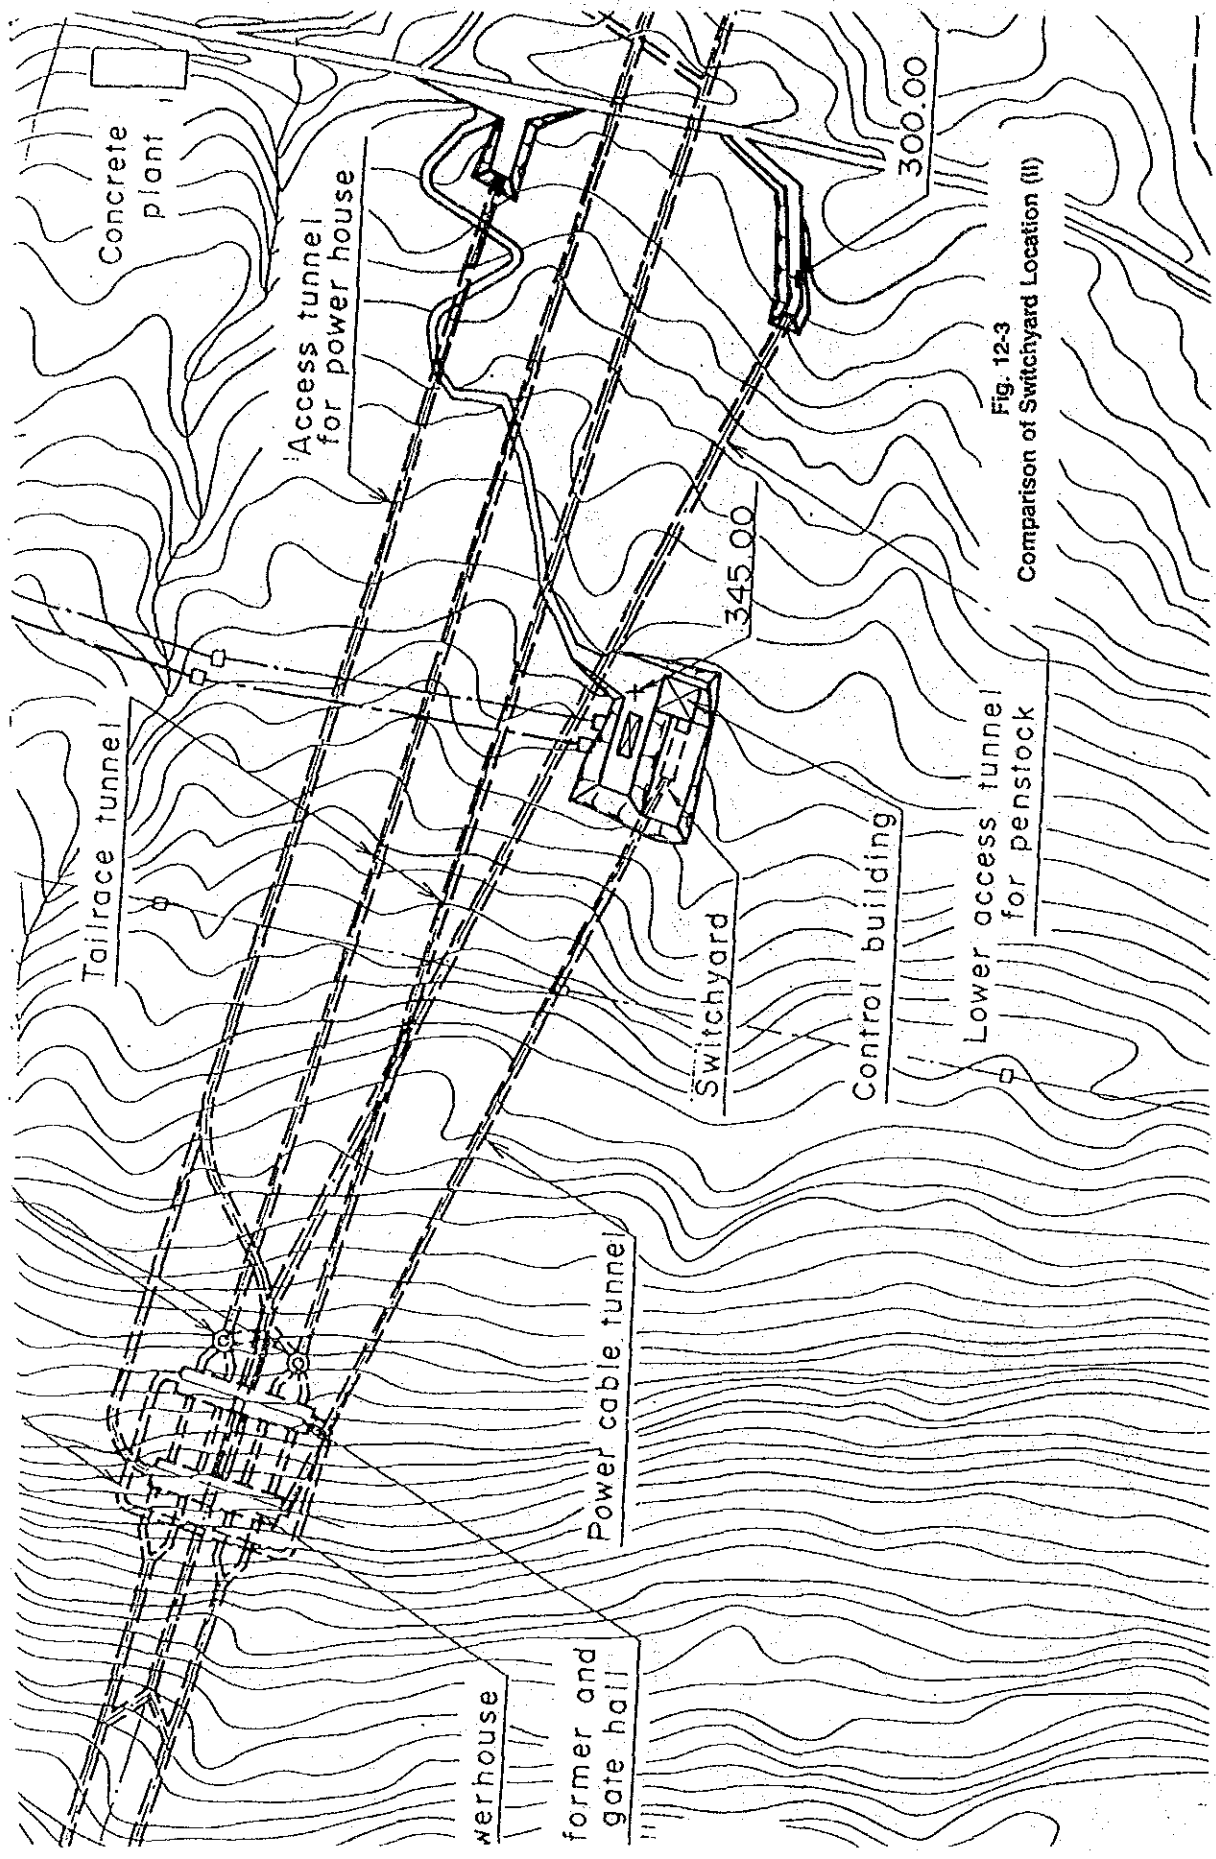 Concrete
plant
Access tunnel
for power house
Tailrace tunnel
300.00
345.00
Fig. 12-3
Comparison of Switchyard Location (II)
Switchyard
Control building
Lower access tunnel
for penstock
Power cable tunnel
werhouse
former and
gate hall